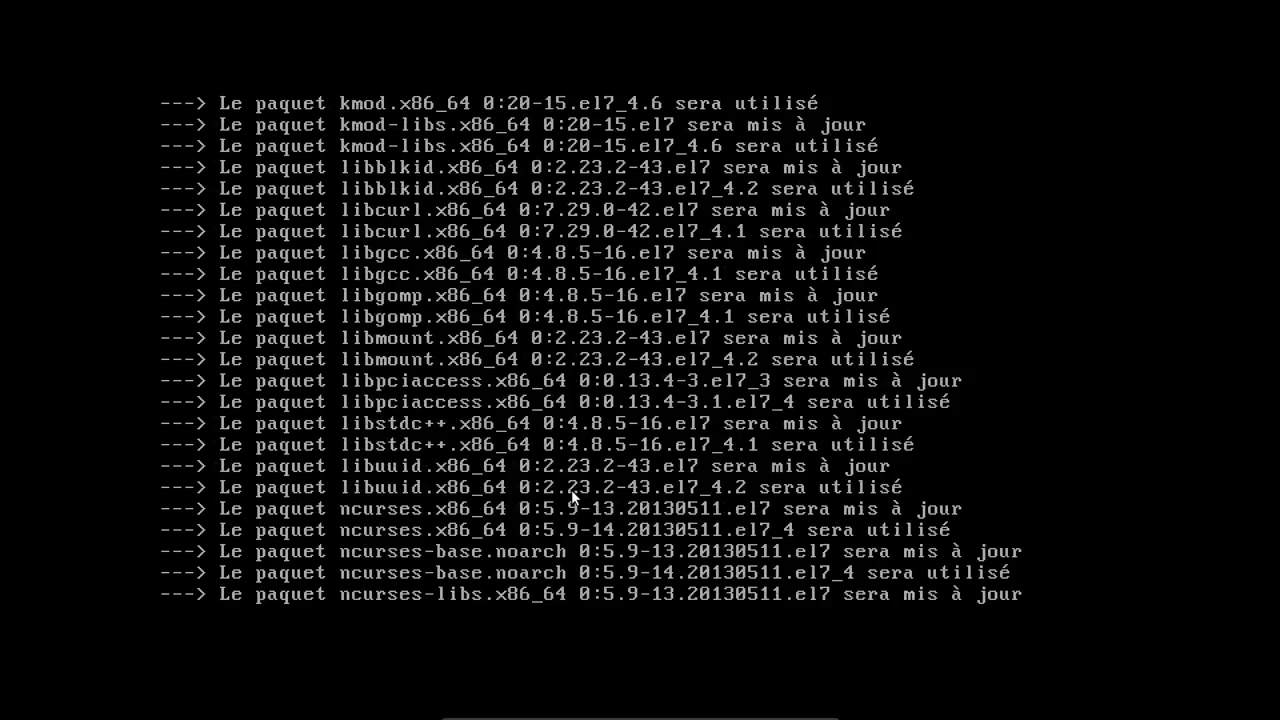 ---> Le paquet kmod.x86_64 0:20-15.el7_4.6 sera utilisé
---> Le paquet kmod-libs.x86_64 0:20-15.el7 sera mis à jour
---> Le paquet kmod-libs.x86_64 0:20-15.el7_4.6 sera utilisé
---> Le paquet libblkid.x86_64 0:2.23.2-43.el7 sera mis à jour
---> Le paquet libblkid.x86_64 0:2.23.2-43.el7_4.2 sera utilisé
---> Le paquet libcurl.x86_64 0:7.29.0-42.el7 sera mis à jour
---> Le paquet libcurl.x86_64 0:7.29.0-42.el7_4.1 sera utilisé
---> Le paquet libgcc.x86_64 0:4.8.5-16.el7 sera mis à jour
---> Le paquet libgcc.x86_64 0:4.8.5-16.el7_4.1 sera utilisé
---> Le paquet libgomp.x86_64 0:4.8.5-16.el7 sera mis à jour
---> Le paquet libgomp.x86_64 0:4.8.5-16.el7_4.1 sera utilisé
---> Le paquet libmount.x86_64 0:2.23.2-43.el7 sera mis à jour
---> Le paquet libmount.x86_64 0:2.23.2-43.el7_4.2 sera utilisé
---> Le paquet libpciaccess.x86_64 0:0.13.4-3.el7_3 sera mis à jour
---> Le paquet libpciaccess.x86_64 0:0.13.4-3.1.el7_4 sera utilisé
---> Le paquet libstdc++.x86_64 0:4.8.5-16.el7 sera mis à jour
---> Le paquet libstdc++.x86_64 0:4.8.5-16.el7_4.1 sera utilisé
---> Le paquet libuuid.x86_64 0:2.23.2-43.el7 sera mis à jour
---> Le paquet libuuid.x86_64 0:2.23.2-43.el7_4.2 sera utilisé
---> Le paquet ncurses.x86_64 0:5.9-13.20130511.el7 sera mis à jour
---> Le paquet ncurses.x86_64 0:5.9-14.20130511.el7_4 sera utilisé
---> Le paquet ncurses-base.noarch 0:5.9-13.20130511.el7 sera mis à jour
---> Le paquet ncurses-base.noarch 0:5.9-14.20130511.el7_4 sera utilisé
---> Le paquet ncurses-libs.x86_64 0:5.9-13.20130511.el7 sera mis à jour